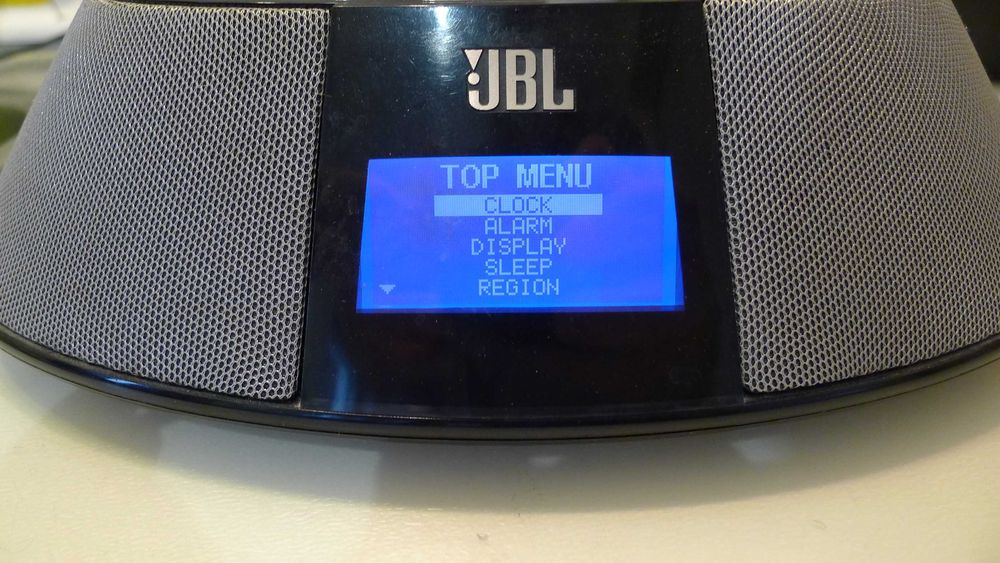 JBL
TOP MENU
CLOCK
ALARM
DISPLAY
SLEEP
REGION